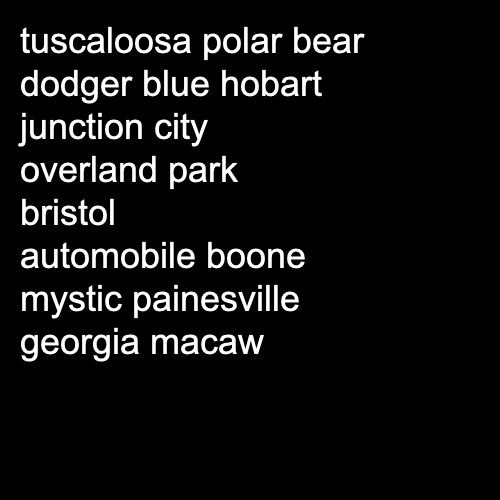 tuscaloosa polar bear
dodger blue hobart
junction city
overland park
bristol
automobile boone
mystic painesville
georgia macaw